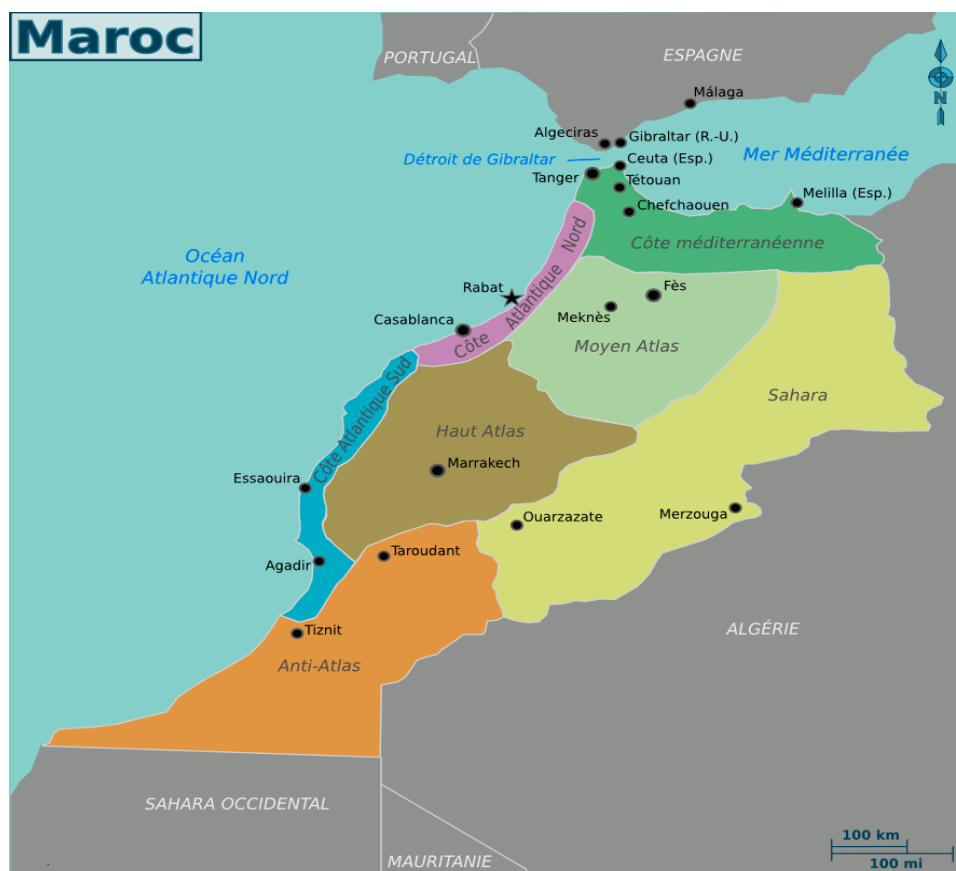 Maroc
PORTUGAL
ESPAGNE
N
Málaga
Algeciras
Gibraltar (R.-U.)
Détroit de Gibraltar
Ceuta (Esp.)
Mer Méditerranée
Tanger
Tétouan
Melilla (Esp.)
Chefchaouen
Côte méditerranéenne
Océan
Atlantique Nord
Côte Atlantique Nord
Rabat
Fès
Casablanca
Meknès
Moyen Atlas
Côte Atlantique Sud
Sahara
Haut Atlas
Marrakech
Essaouira
Ouarzazate
Merzouga
Agadir
Taroudant
Tiznit
ALGÉRIE
Anti-Atlas
SAHARA OCCIDENTAL
MAURITANIE
100 km
100 mi